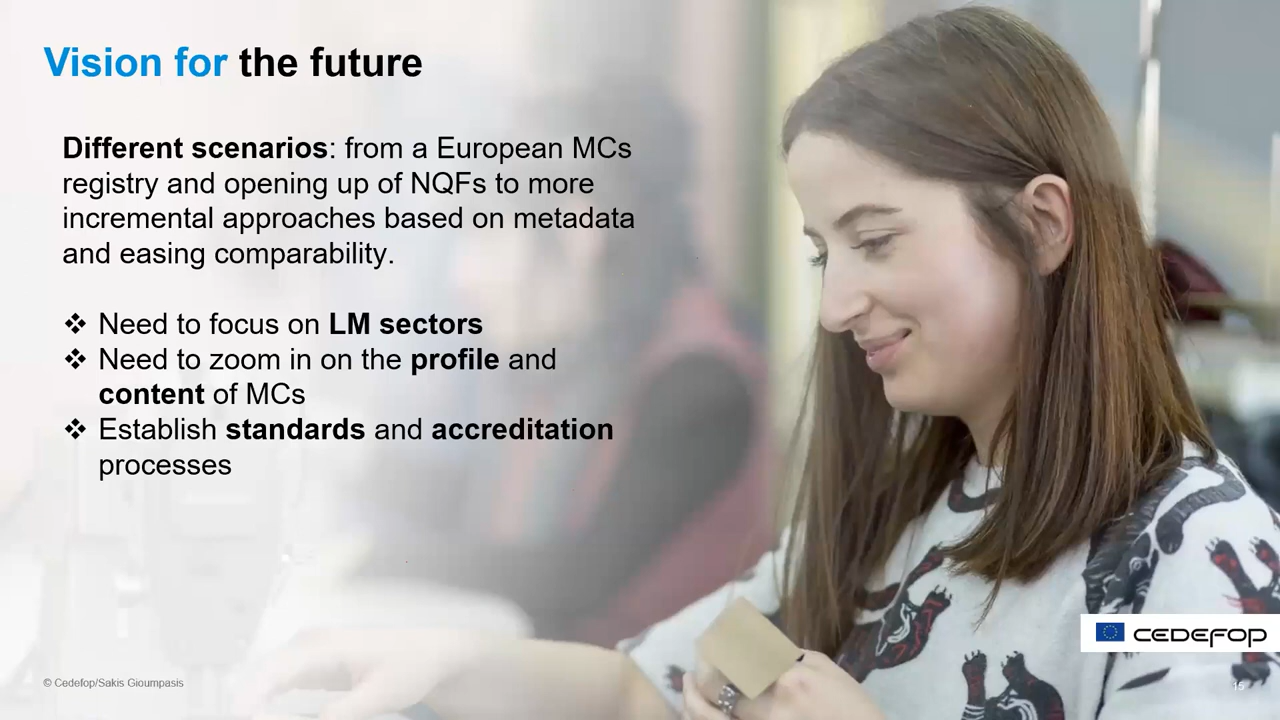 Vision for the future
Different scenarios: from a European MCs
registry and opening up of NQFs to more
incremental approaches based on metadata
and easing comparability.
❖ Need to focus on LM sectors
❖ Need to zoom in on the profile and
content of MCs
❖ Establish standards and accreditation
processes
CEDEFOP
© Cedefop/Sakis Gioumpasis
15